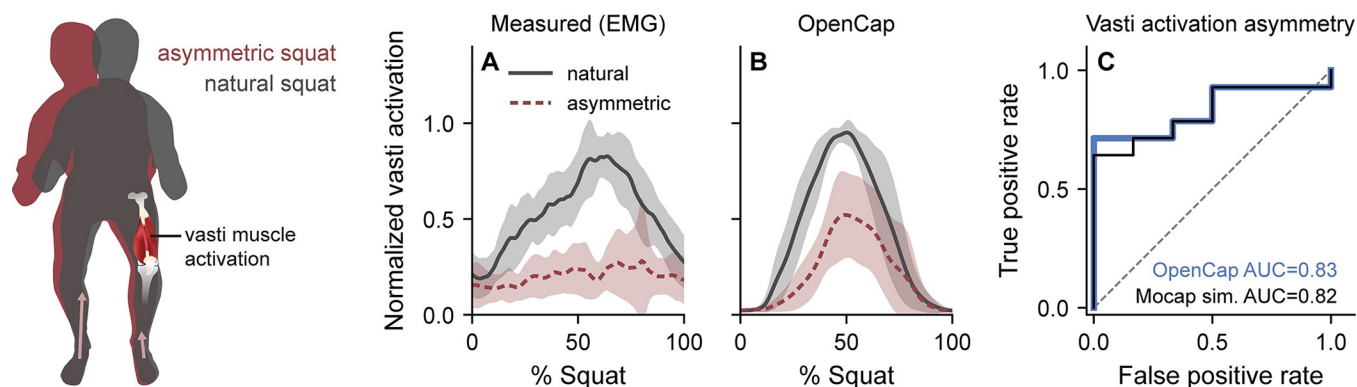 asymmetric squat
natural squat
vasti muscle
activation
Measured (EMG)
A
natural
asymmetric
Normalized vasti activation
1.0
0.5
0.0
0
50
100
% Squat
OpenCap
B
0
50
100
% Squat
Vasti activation asymmetry
C
True positive rate
1.0
0.5
0.0
OpenCap AUC=0.83
Mocap sim. AUC=0.82
0.0
0.5
1.0
False positive rate